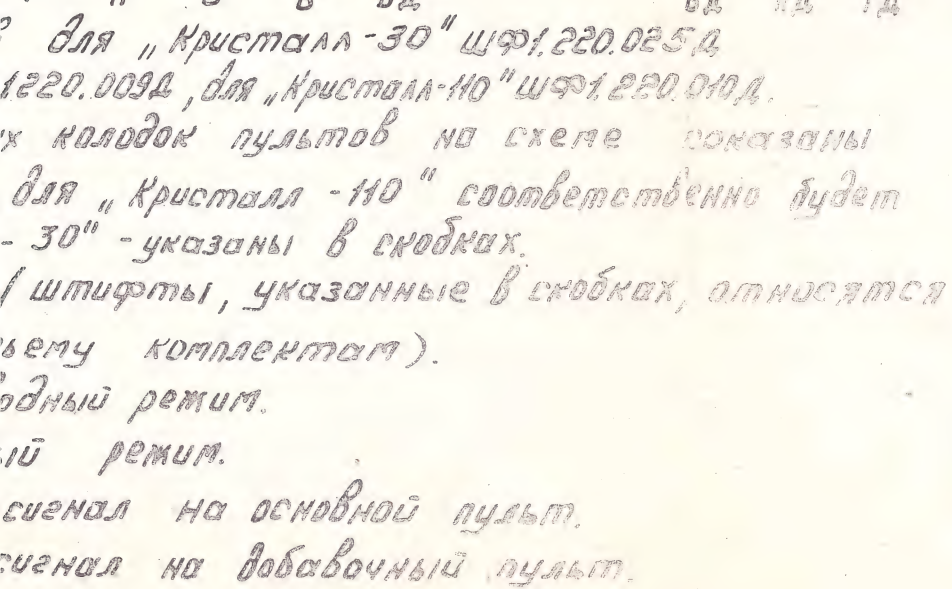 для „Кристалл-30" ШФ1.220.025Д
1.220.009Д, для „Кристалл-110" ШФ1.220.010Д.
х колодок пультов на схеме показаны
для „Кристалл - 110" соответственно будет
- 30" - указаны в скобках.
( штифты, указанные в скобках, относятся
ьему комплектам).
одный режим.
ый режим.
сигнал на основной пульт.
сигнал на добавочный пульт.